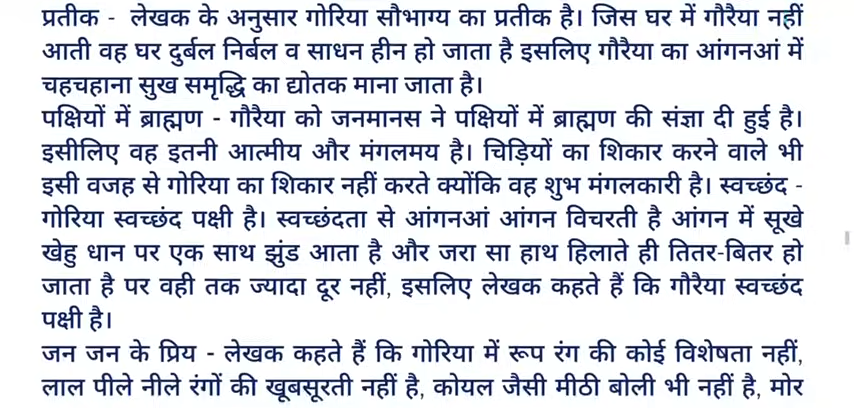 प्रतीक - लेखक के अनुसार गोरिया सौभाग्य का प्रतीक है। जिस घर में गौरैया नहीं
आती वह घर दुर्बल निर्बल व साधन हीन हो जाता है इसलिए गौरैया का आंगनआं में
चहचहाना सुख समृद्धि का द्योतक माना जाता है।
पक्षियों में ब्राह्मण - गौरैया को जनमानस ने पक्षियों में ब्राह्मण की संज्ञा दी हुई है।
इसीलिए वह इतनी आत्मीय और मंगलमय है। चिड़ियों का शिकार करने वाले भी
इसी वजह से गोरिया का शिकार नहीं करते क्योंकि वह शुभ मंगलकारी है। स्वच्छंद -
गोरिया स्वच्छंद पक्षी है। स्वच्छंदता से आंगनआं आंगन विचरती है आंगन में सूखे
खेहु धान पर एक साथ झुंड आता है और जरा सा हाथ हिलाते ही तितर-बितर हो
जाता है पर वही तक ज्यादा दूर नहीं, इसलिए लेखक कहते हैं कि गौरैया स्वच्छंद
पक्षी है।
जन जन के प्रिय - लेखक कहते हैं कि गोरिया में रूप रंग की कोई विशेषता नहीं,
लाल पीले नीले रंगों की खूबसूरती नहीं है, कोयल जैसी मीठी बोली भी नहीं है, मोर